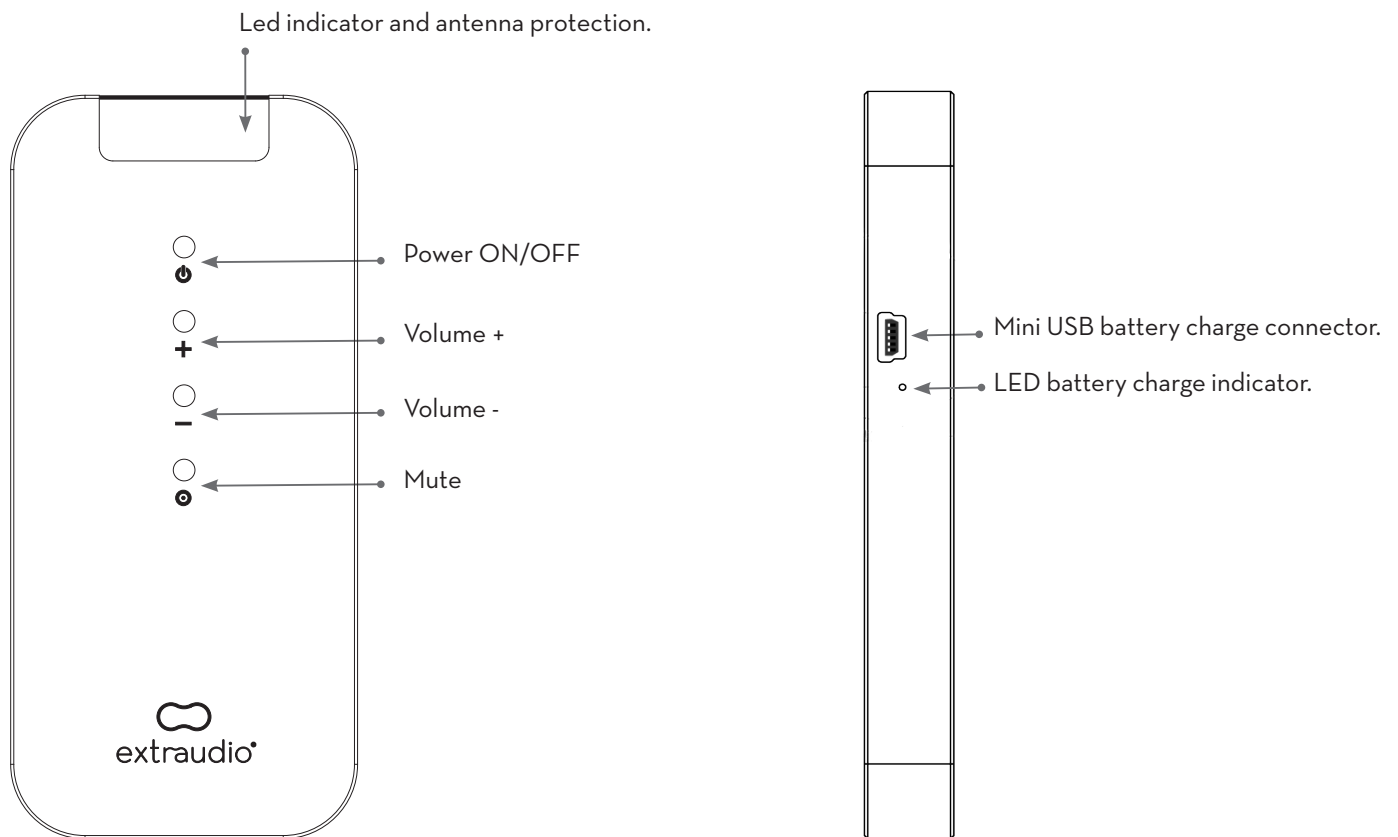 Led indicator and antenna protection.
Power ON/OFF
Volume +
Volume -
Mute
extraudio
Mini USB battery charge connector.
LED battery charge indicator.